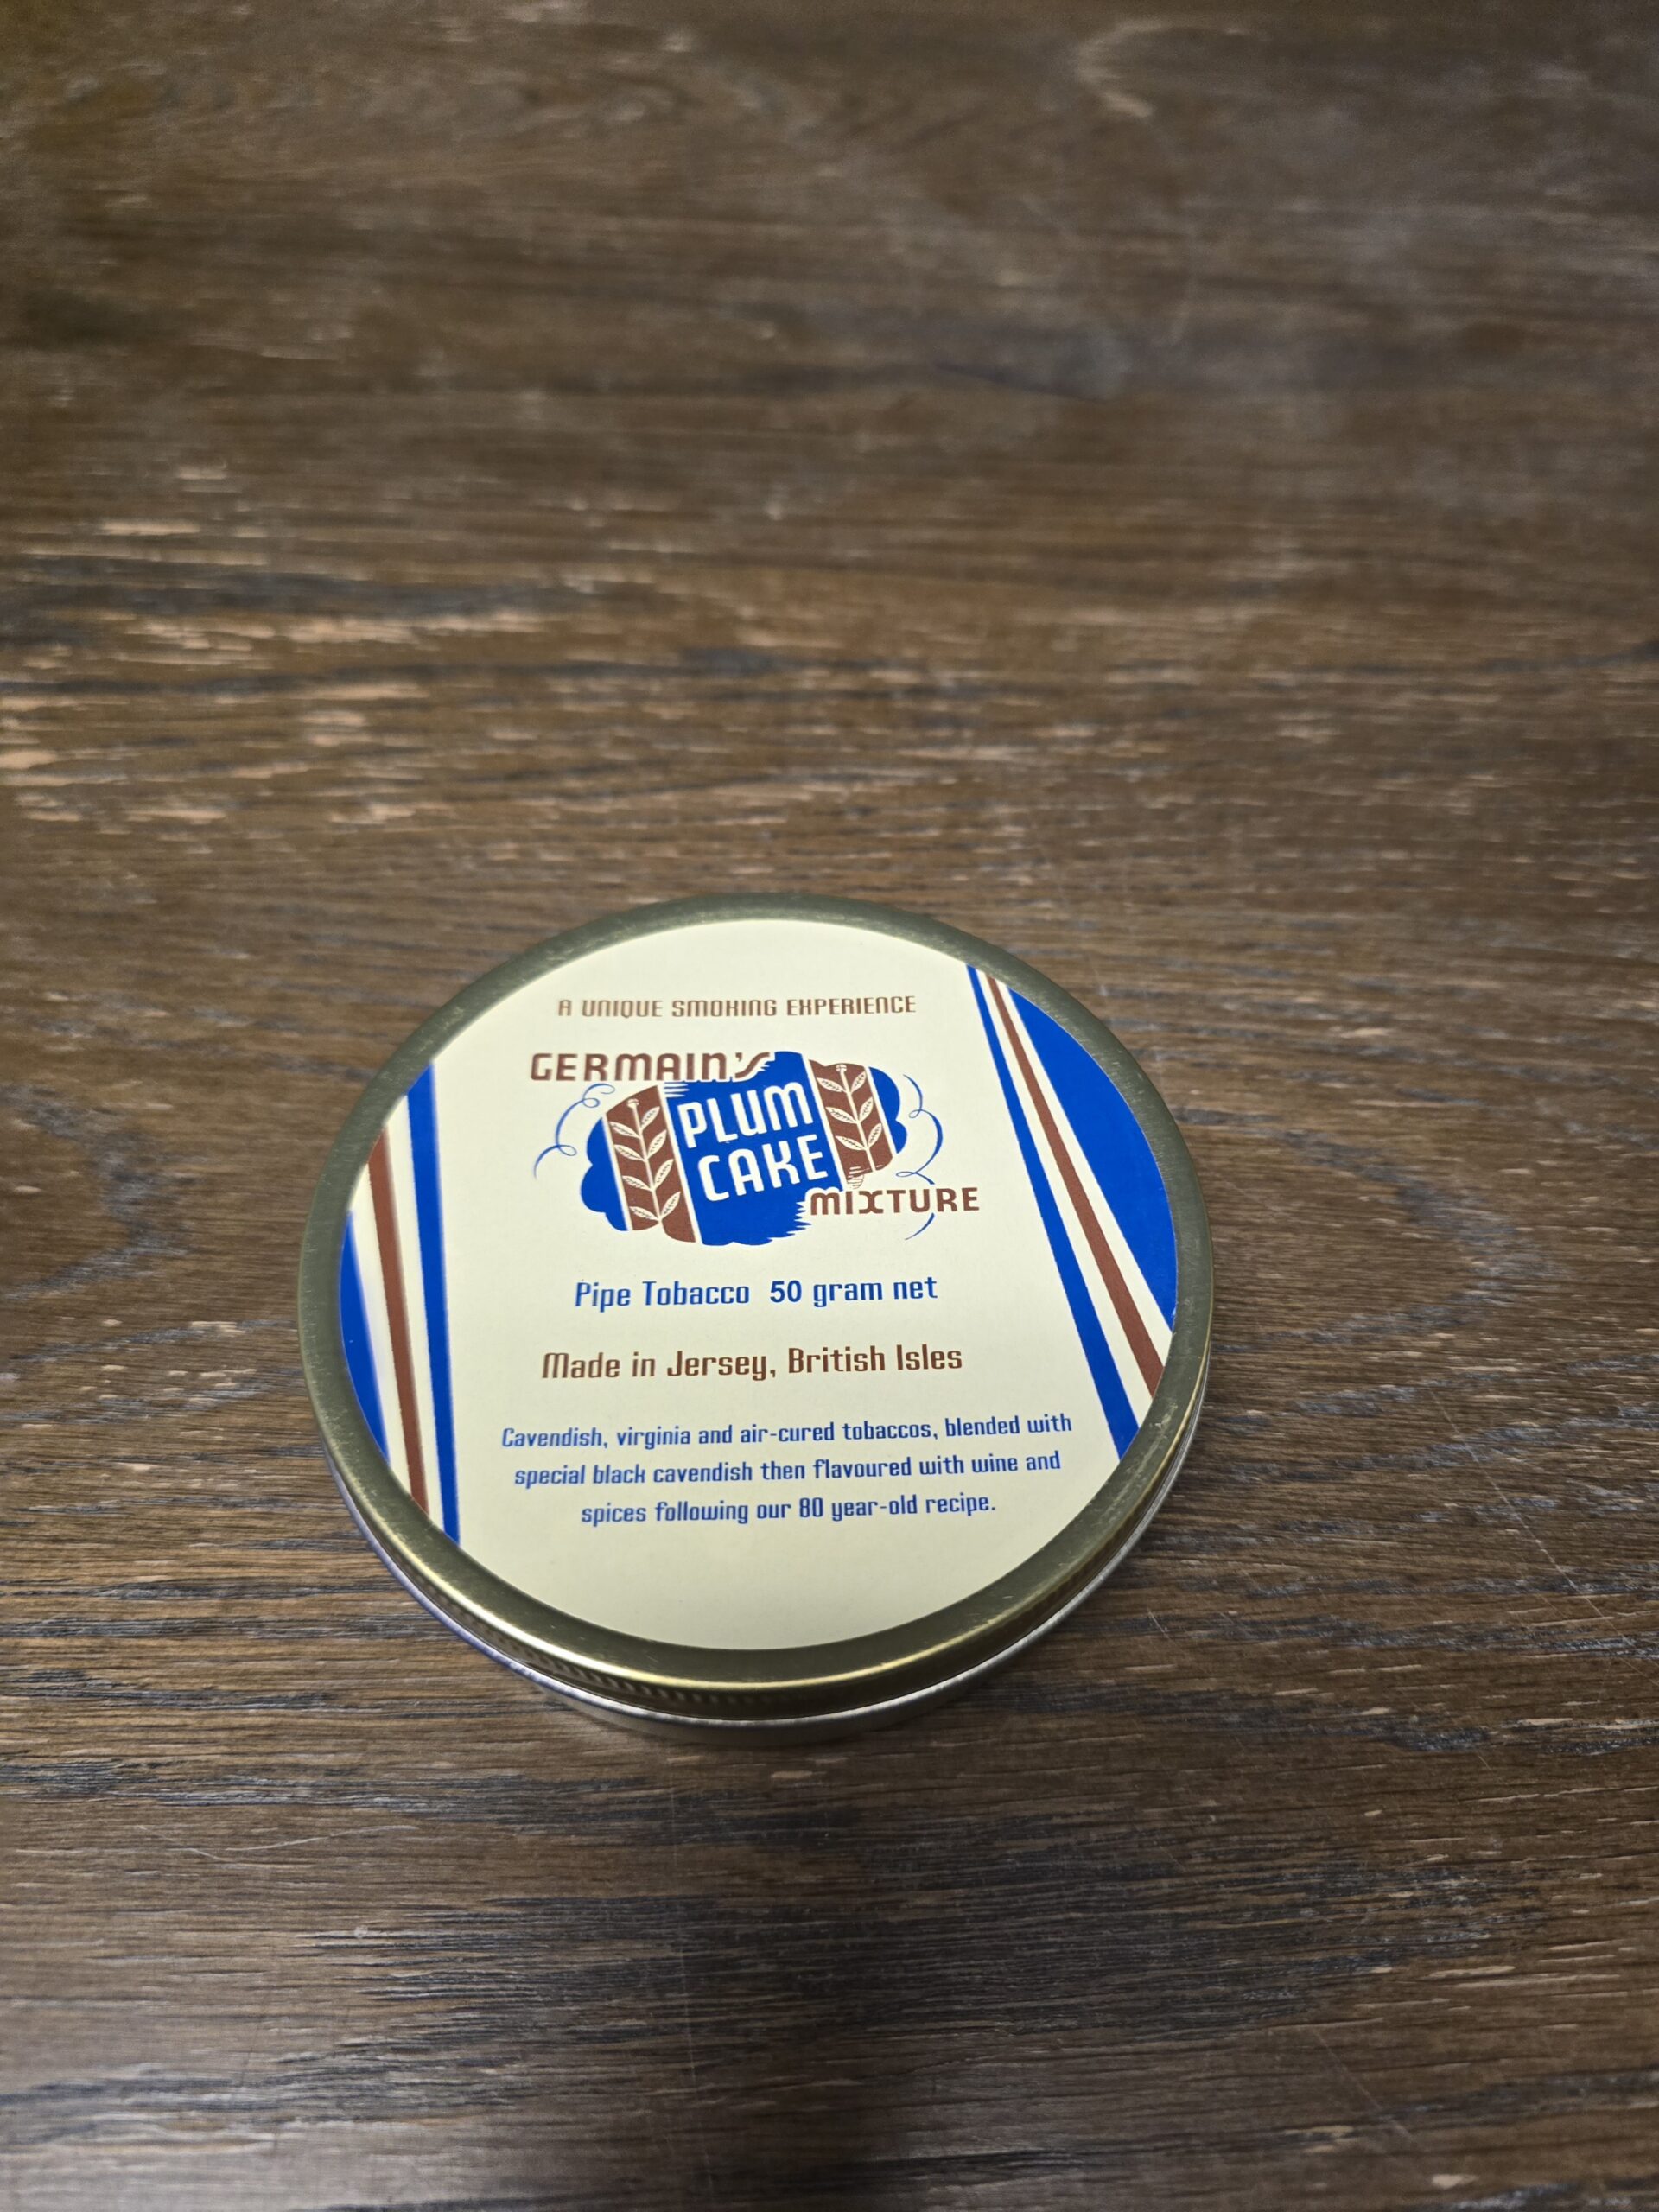 A UNIQUE SMOKING EXPERIENCE
GERMAIN'S
PLUM
CAKE
MIXTURE
Pipe Tobacco 50 gram net
Made in Jersey, British Isles
Cavendish, virginia and air-cured tobaccos, blended with
special black cavendish then flavoured with wine and
spices following our 80 year-old recipe.